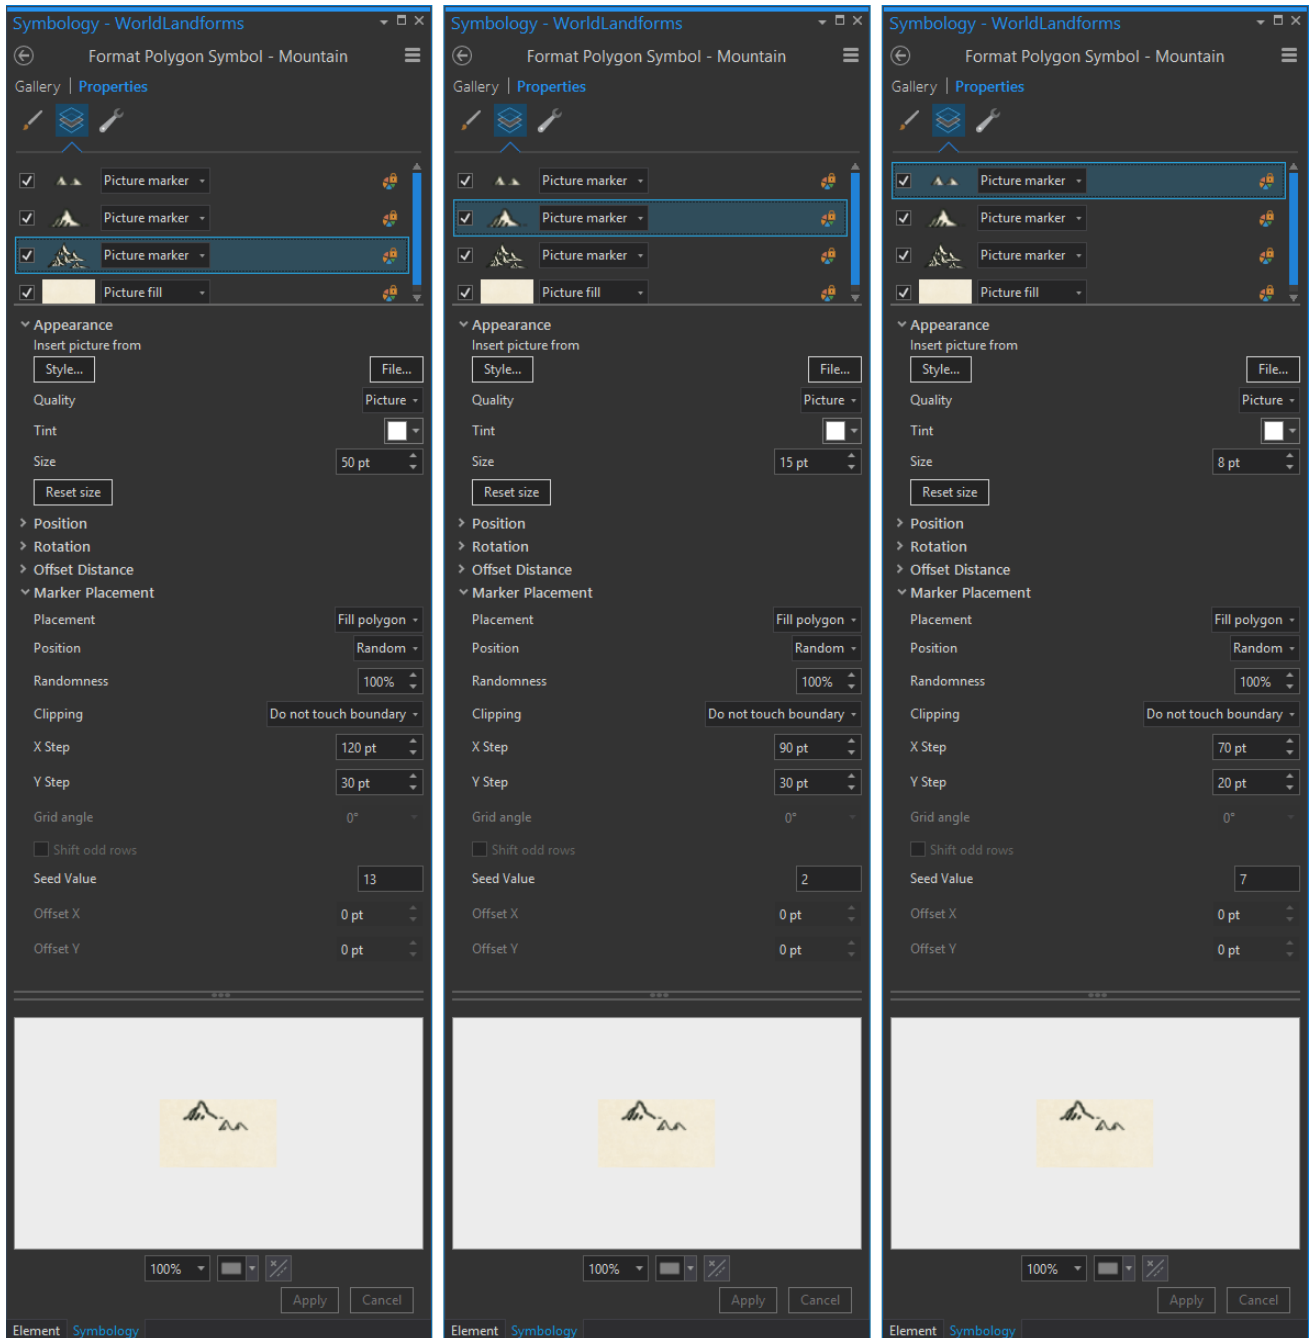 Symbology - WorldLandforms
Format Polygon Symbol - Mountain
Gallery | Properties
Picture marker
Picture marker
Picture marker
Picture fill
Appearance
Insert picture from
Style... File...
Quality Picture
Tint
Size 50 pt
Reset size
Position
Rotation
Offset Distance
Marker Placement
Placement Fill polygon
Position Random
Randomness 100%
Clipping Do not touch boundary
X Step 120 pt
Y Step 30 pt
Grid angle 0°
Shift odd rows
Seed Value 13
Offset X 0 pt
Offset Y 0 pt
100%
Apply Cancel
Element Symbology
Symbology - WorldLandforms
Format Polygon Symbol - Mountain
Gallery | Properties
Picture marker
Picture marker
Picture marker
Picture fill
Appearance
Insert picture from
Style... File...
Quality Picture
Tint
Size 15 pt
Reset size
Position
Rotation
Offset Distance
Marker Placement
Placement Fill polygon
Position Random
Randomness 100%
Clipping Do not touch boundary
X Step 90 pt
Y Step 30 pt
Grid angle 0°
Shift odd rows
Seed Value 2
Offset X 0 pt
Offset Y 0 pt
100%
Apply Cancel
Element Symbology
Symbology - WorldLandforms
Format Polygon Symbol - Mountain
Gallery | Properties
Picture marker
Picture marker
Picture marker
Picture fill
Appearance
Insert picture from
Style... File...
Quality Picture
Tint
Size 8 pt
Reset size
Position
Rotation
Offset Distance
Marker Placement
Placement Fill polygon
Position Random
Randomness 100%
Clipping Do not touch boundary
X Step 70 pt
Y Step 20 pt
Grid angle 0°
Shift odd rows
Seed Value 7
Offset X 0 pt
Offset Y 0 pt
100%
Apply Cancel
Element Symbology